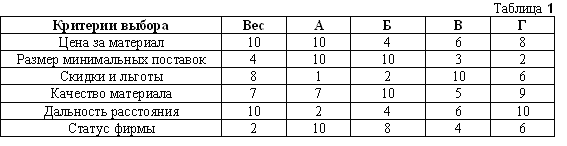 Таблица 1
Критерии выбора Вес А Б В Г
Цена за материал 10 10 4 6 8
Размер минимальных поставок 4 10 10 3 2
Скидки и льготы 8 1 2 10 6
Качество материала 7 7 10 5 9
Дальность расстояния 10 2 4 6 10
Статус фирмы 2 10 8 4 6